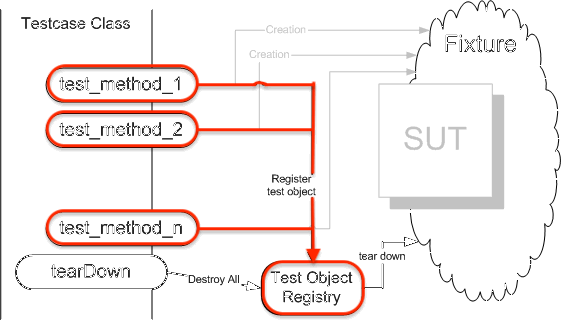 Testcase Class
Creation
Fixture
Creation
test_method_1
test_method_2
SUT
Register
test object
test_method_n
tear down
tearDown
Destroy All
Test Object
Registry